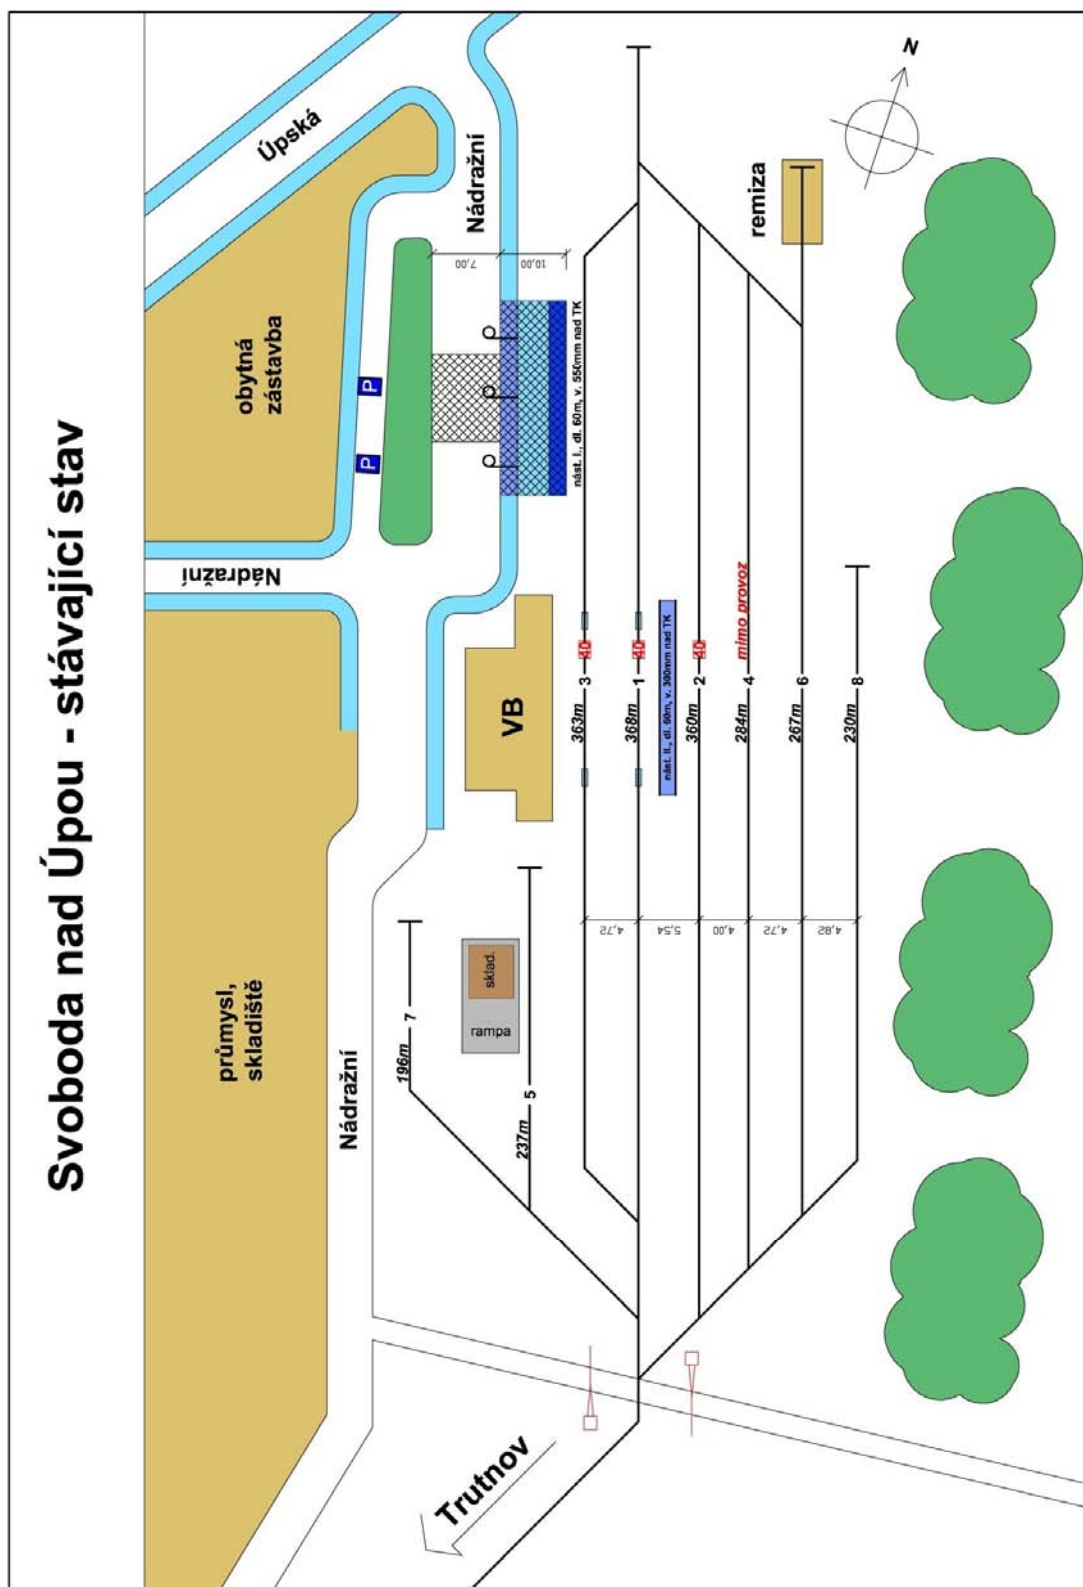 Svoboda nad Úpou - stávající stav
průmysl,
skladiště
obytná
zástavba
Úpská
Nádražní
Nádražní
Nádražní
P
P
7,00
10,00
nást. I., dl. 60m, v. 550mm nad TK
N
remiza
VB
rampa
sklad.
196m 7
237m 5
363m 3 40
368m 1 40
nást. II., dl. 60m, v. 300mm nad TK
360m 2 40
284m 4 mimo provoz
267m 6
230m 8
4,72
5,54
4,00
4,72
4,82
Trutnov